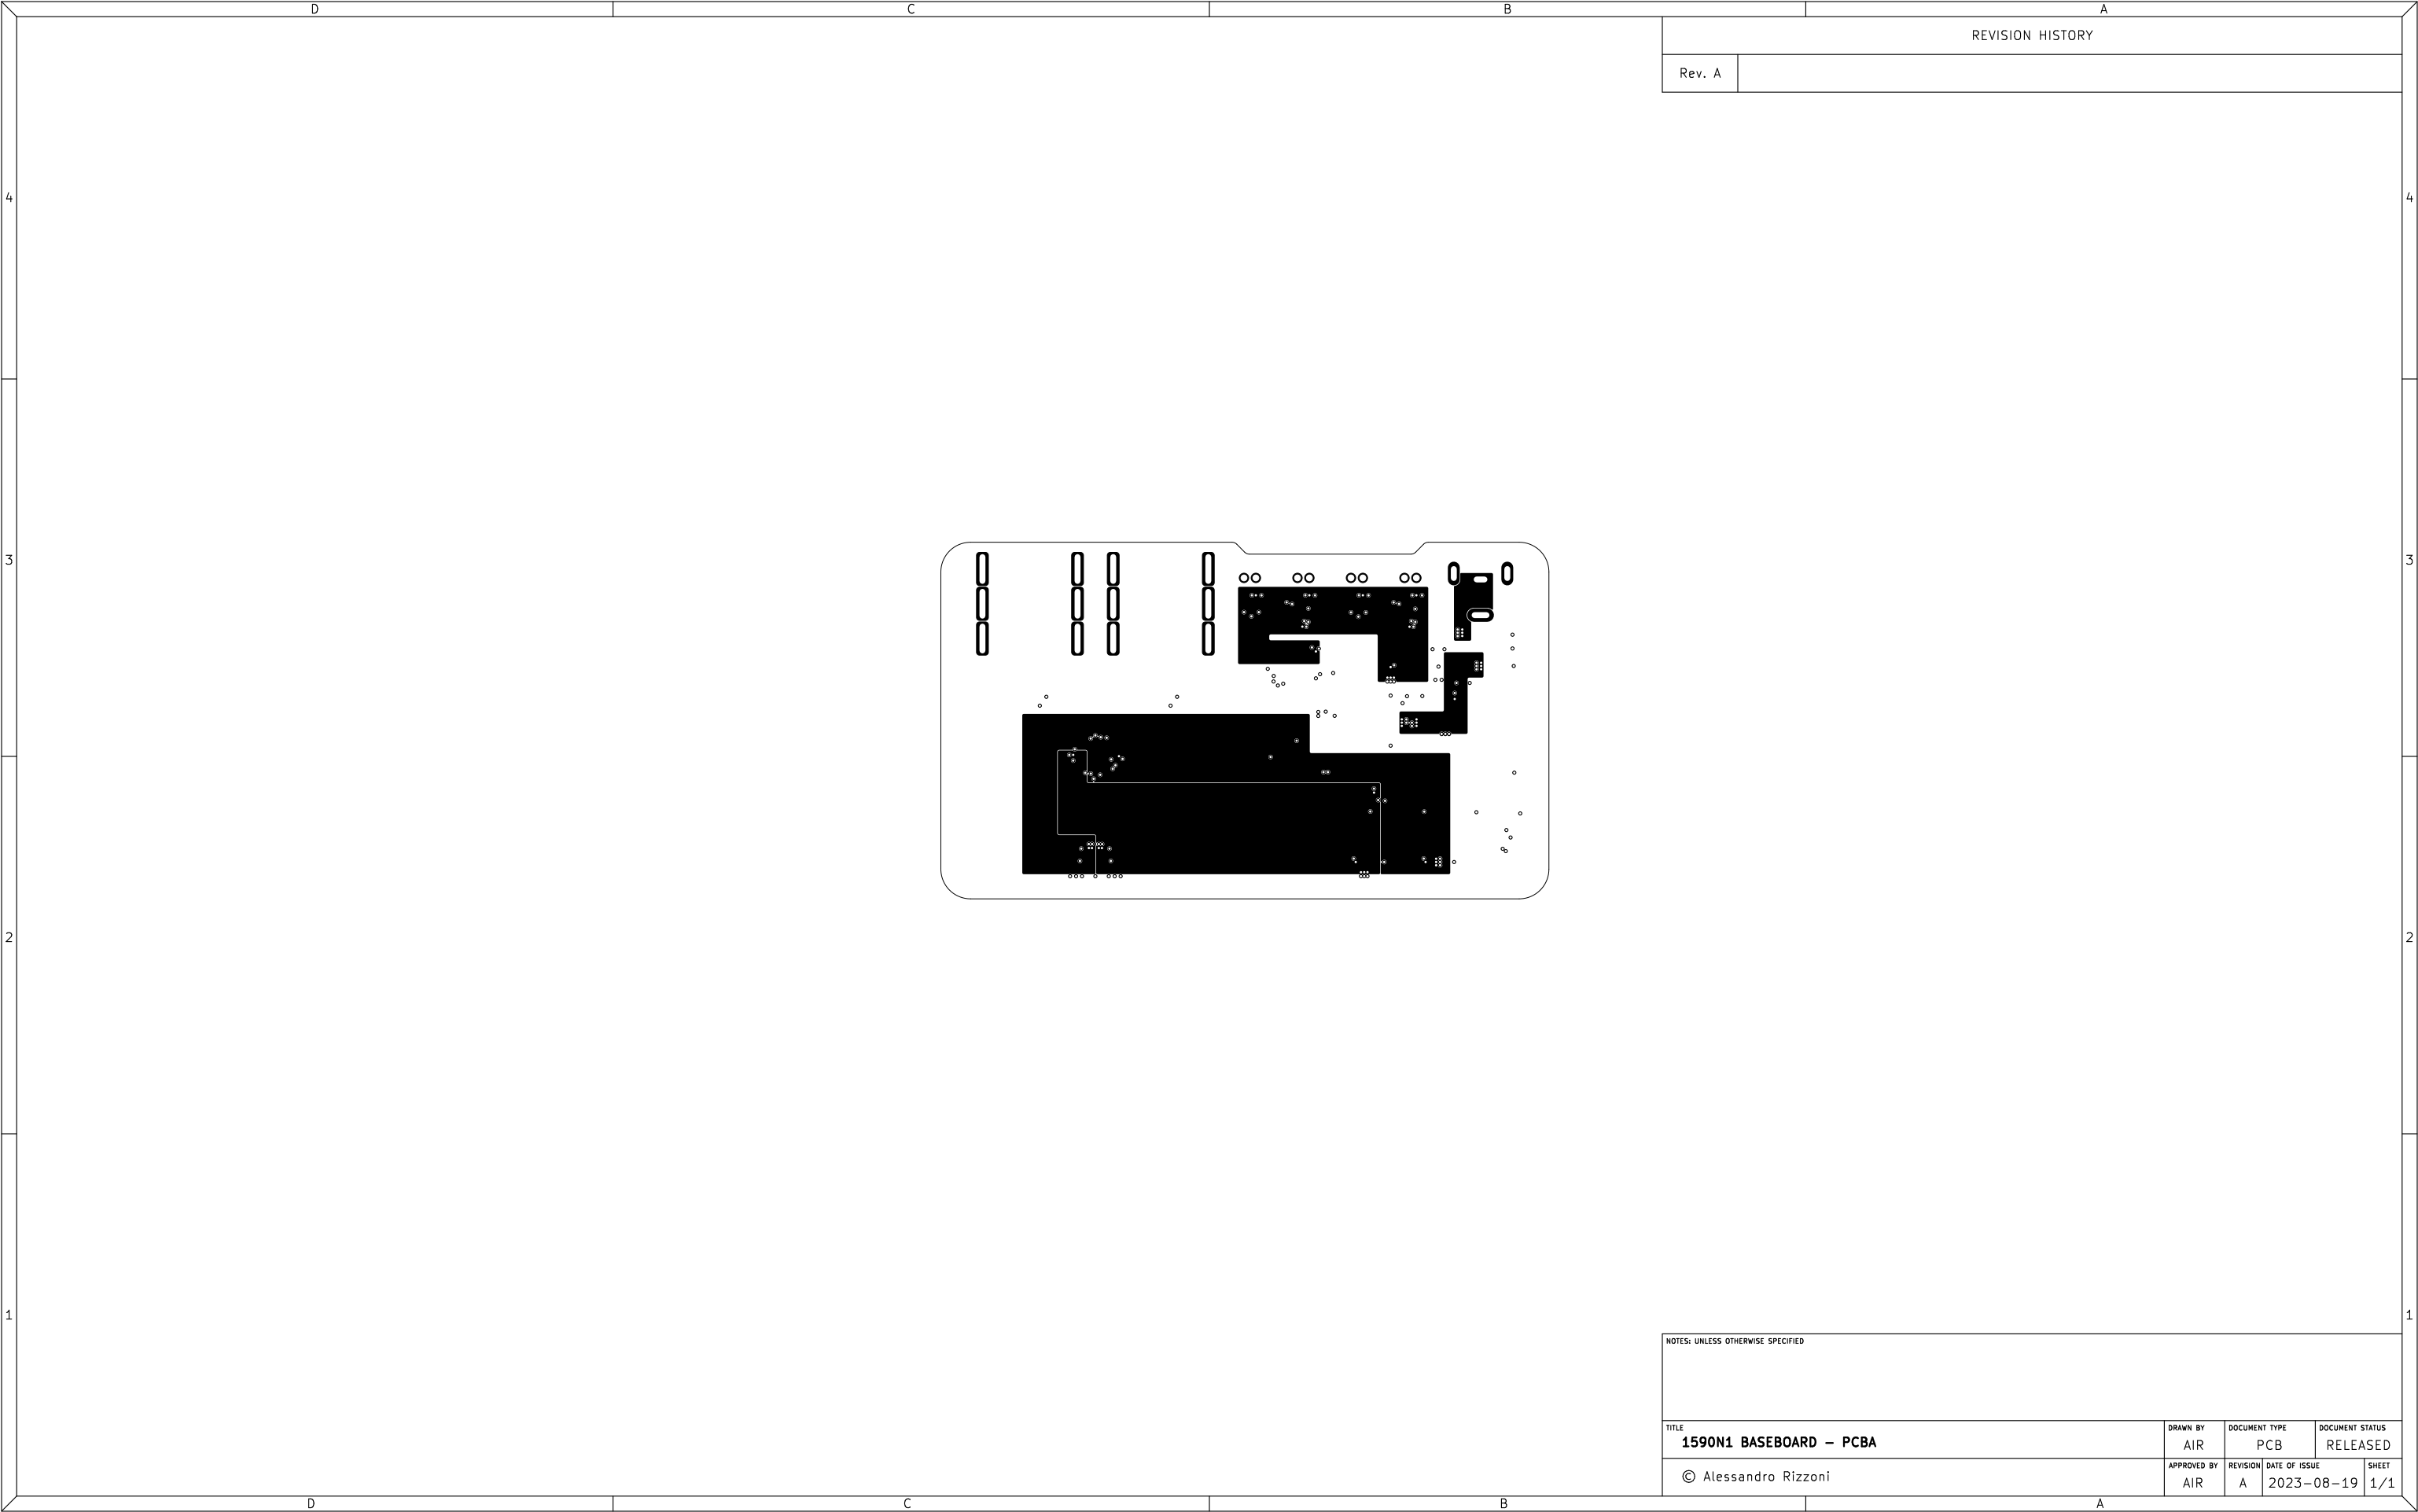 D C B A
REVISION HISTORY
Rev. A
4 4
3 3
2 2
1 1
NOTES: UNLESS OTHERWISE SPECIFIED
TITLE
1590N1 BASEBOARD - PCBA
DRAWN BY
AIR
DOCUMENT TYPE
PCB
DOCUMENT STATUS
RELEASED
© Alessandro Rizzoni
APPROVED BY
AIR
REVISION
A
DATE OF ISSUE
2023-08-19
SHEET
1/1
D C B A